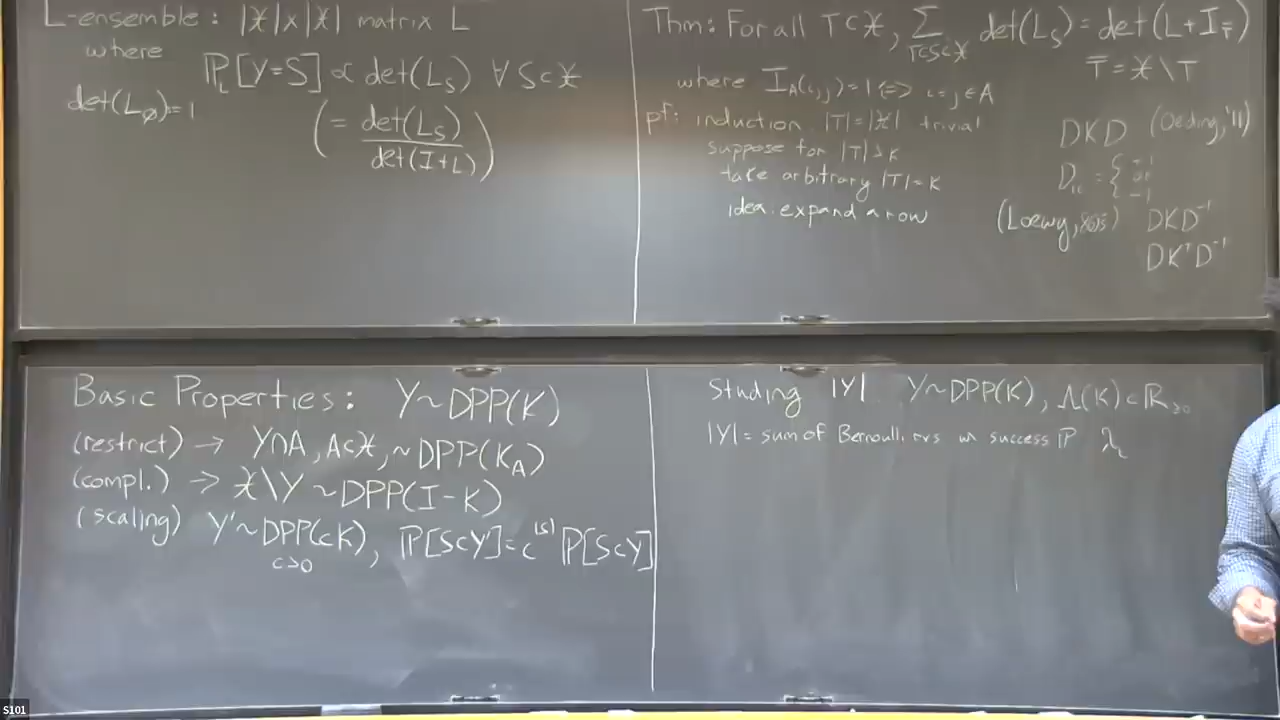 L-ensemble: |𝒳|x|𝒳| matrix L
where
ℙ_L[Y=S] ∝ det(L_S) ∀ S⊂𝒳
det(L_∅)=1
(= det(L_S) / det(I+L))
Thm: For all T⊂𝒳, ∑_{T⊂S⊂𝒳} det(L_S) = det(L+I_T̄)
T̄ = 𝒳\T
where I_A(i,j)=1 <=> i=j∈A
pf: induction |T|=|𝒳| trivial
suppose for |T|>k
take arbitrary |T|=k
idea: expand a row
DKD (Oeding,'11)
D_ii = { 1 or -1
(Loewy, 80s) DKD⁻¹
DKᵀD⁻¹
Basic Properties: Y~DPP(K)
(restrict) → Y∩A, A⊂𝒳, ~DPP(K_A)
(compl.) → 𝒳\Y ~DPP(I-K)
(scaling) Y'~DPP(cK), ℙ[S⊂Y']=c^|S| ℙ[S⊂Y]
c>0
Studing |Y| Y~DPP(K), Λ(K)⊂ℝ_≥0
|Y| = sum of Bernoulli rvs w success ℙ λ_i
S101